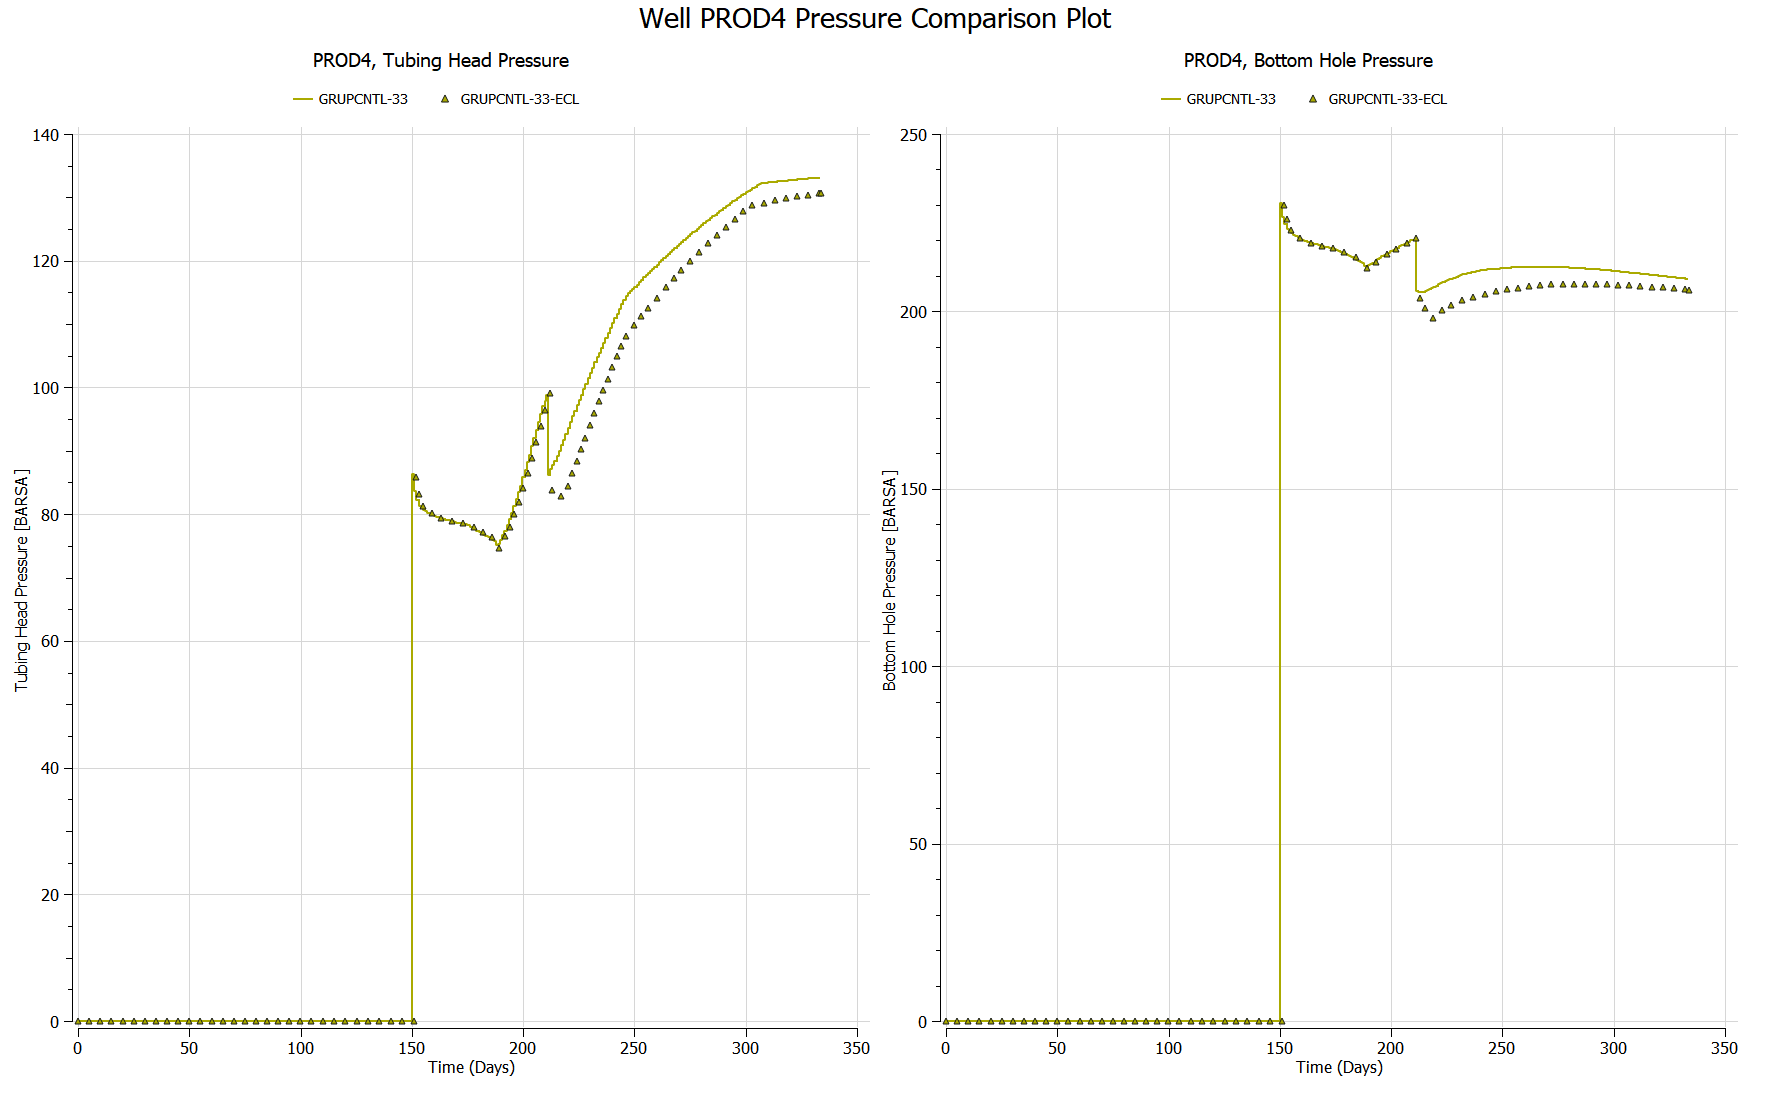 Well PROD4 Pressure Comparison Plot
PROD4, Tubing Head Pressure
GRUPCNTL-33 GRUPCNTL-33-ECL
Tubing Head Pressure [BARSA]
140
120
100
80
60
40
20
0
0 50 100 150 200 250 300 350
Time (Days)
PROD4, Bottom Hole Pressure
GRUPCNTL-33 GRUPCNTL-33-ECL
Bottom Hole Pressure [BARSA]
250
200
150
100
50
0
0 50 100 150 200 250 300 350
Time (Days)